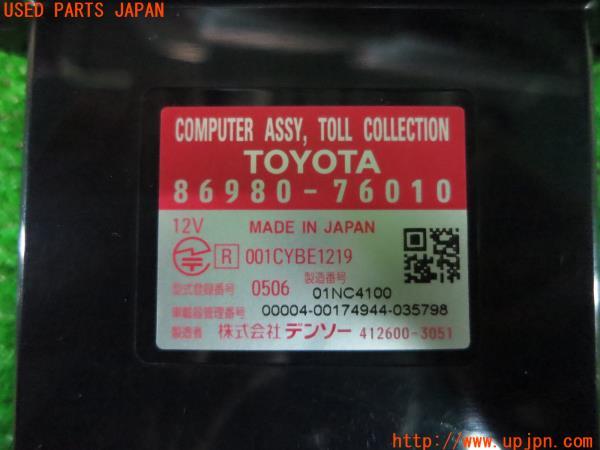 USED PARTS JAPAN
COMPUTER ASSY, TOLL COLLECTION
TOYOTA
86980-76010
12V MADE IN JAPAN
R 001CYBE1219
型式登録番号 0506 製造番号 01NC4100
車載器管理番号 00004-00174944-035798
製造者 株式会社 デンソー 412600-3051
http://www.upjpn.com/